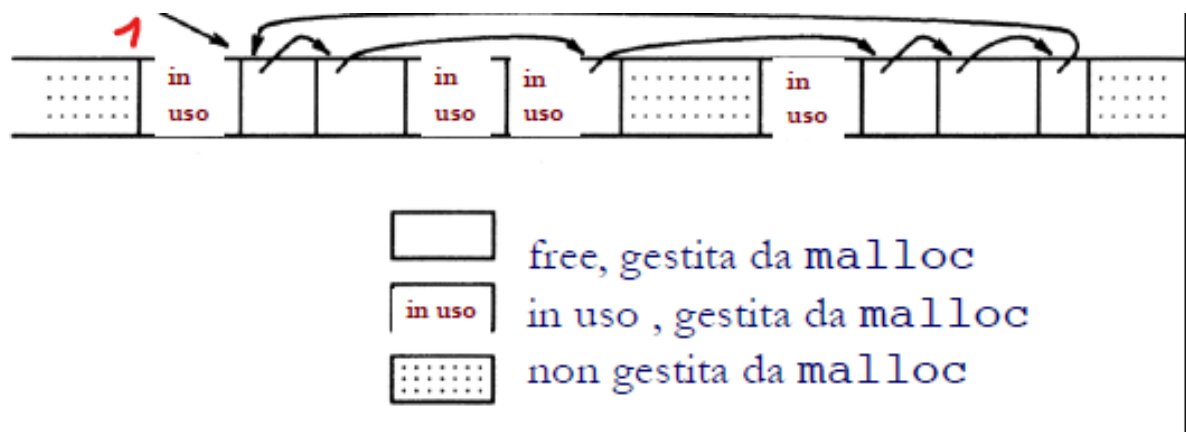 1
in
uso
in
uso
in
uso
in
uso
free, gestita da malloc
in uso
in uso , gestita da malloc
non gestita da malloc